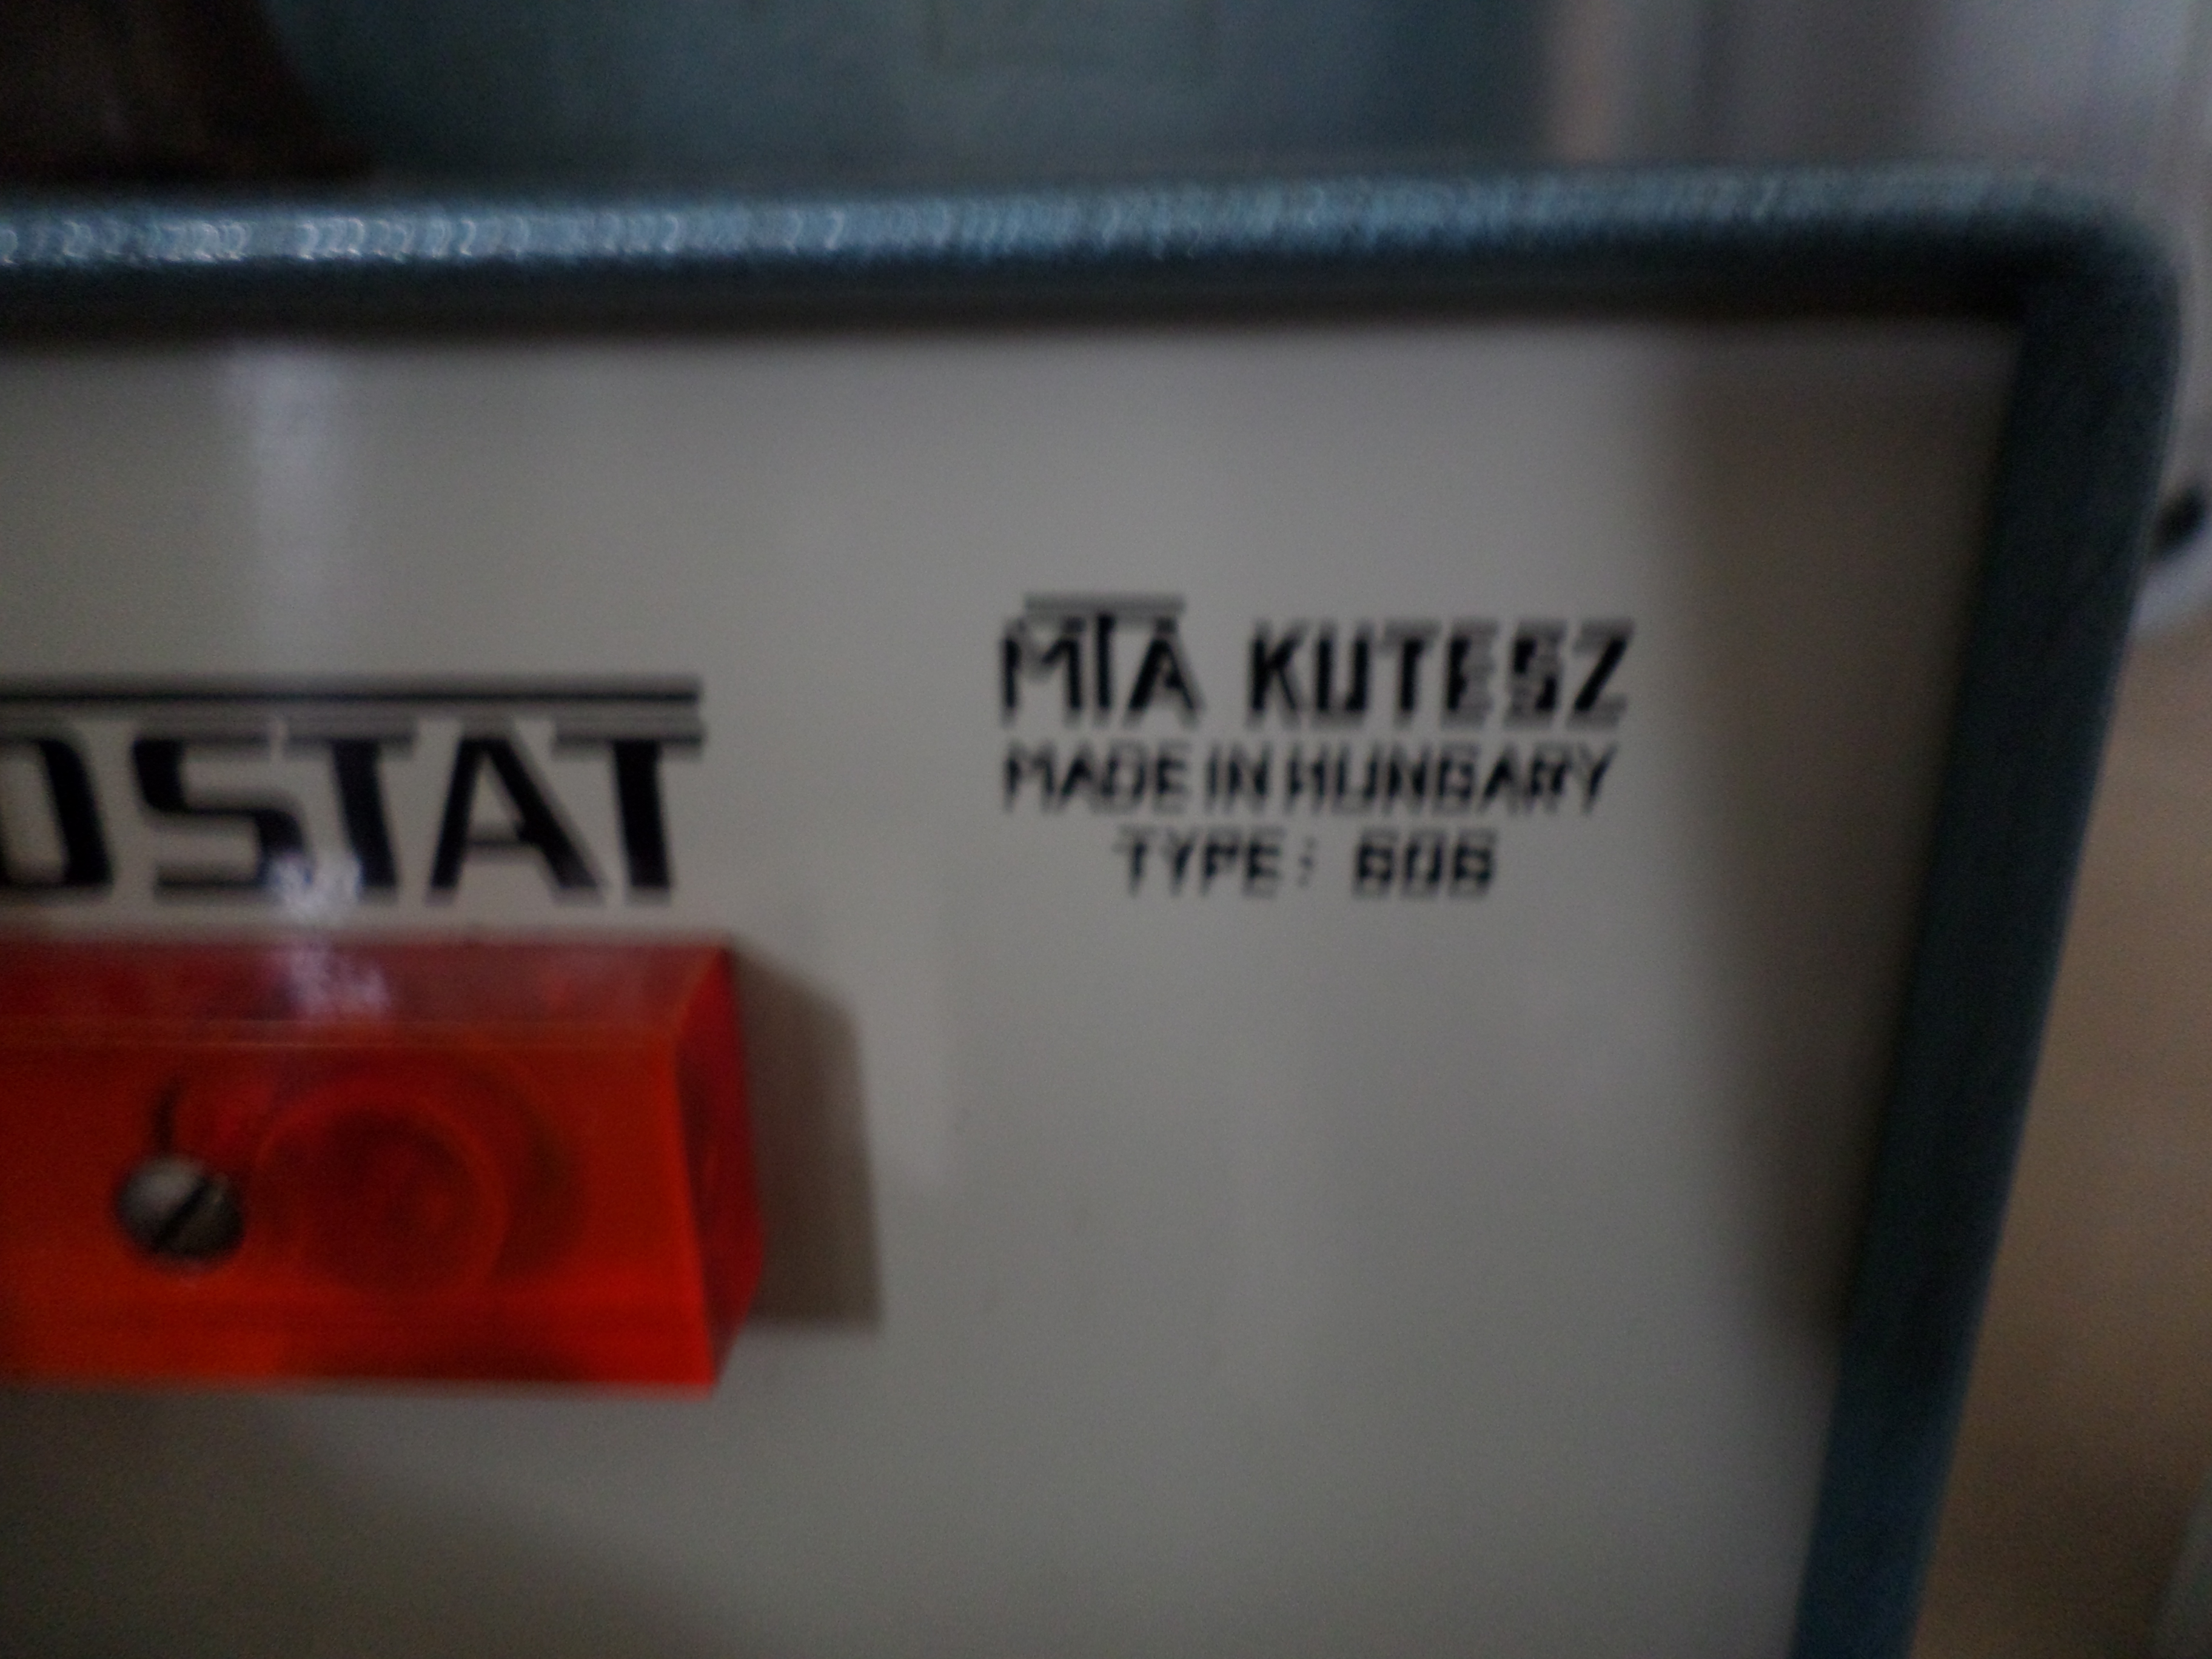 OSTAT
MTA KUTESZ
MADE IN HUNGARY
TYPE: 606